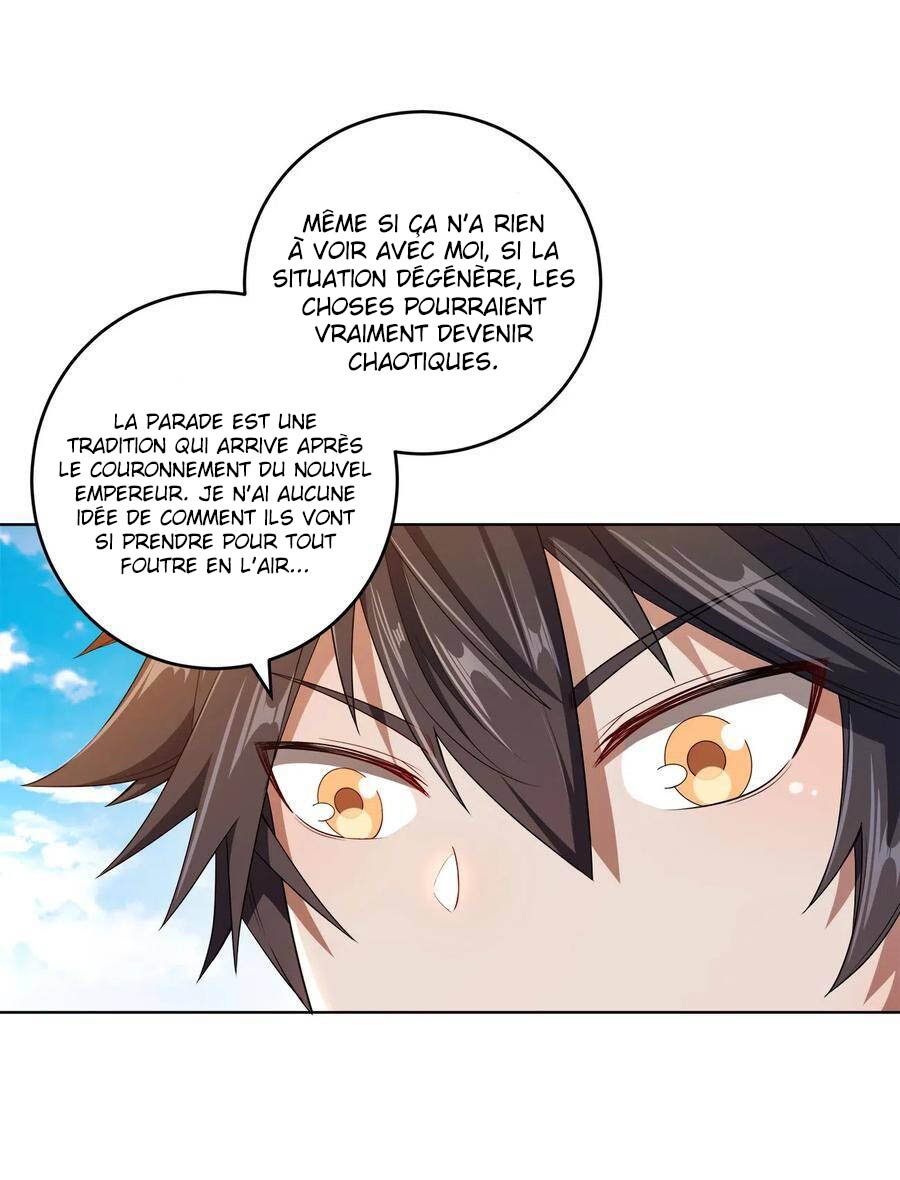 MÊME SI ÇA N'A RIEN
À VOIR AVEC MOI, SI LA
SITUATION DÉGÉNÈRE, LES
CHOSES POURRAIENT
VRAIMENT DEVENIR
CHAOTIQUES.
LA PARADE EST UNE
TRADITION QUI ARRIVE APRÈS
LE COURONNEMENT DU NOUVEL
EMPEREUR. JE N'AI AUCUNE
IDÉE DE COMMENT ILS VONT
SI PRENDRE POUR TOUT
FOUTRE EN L'AIR...